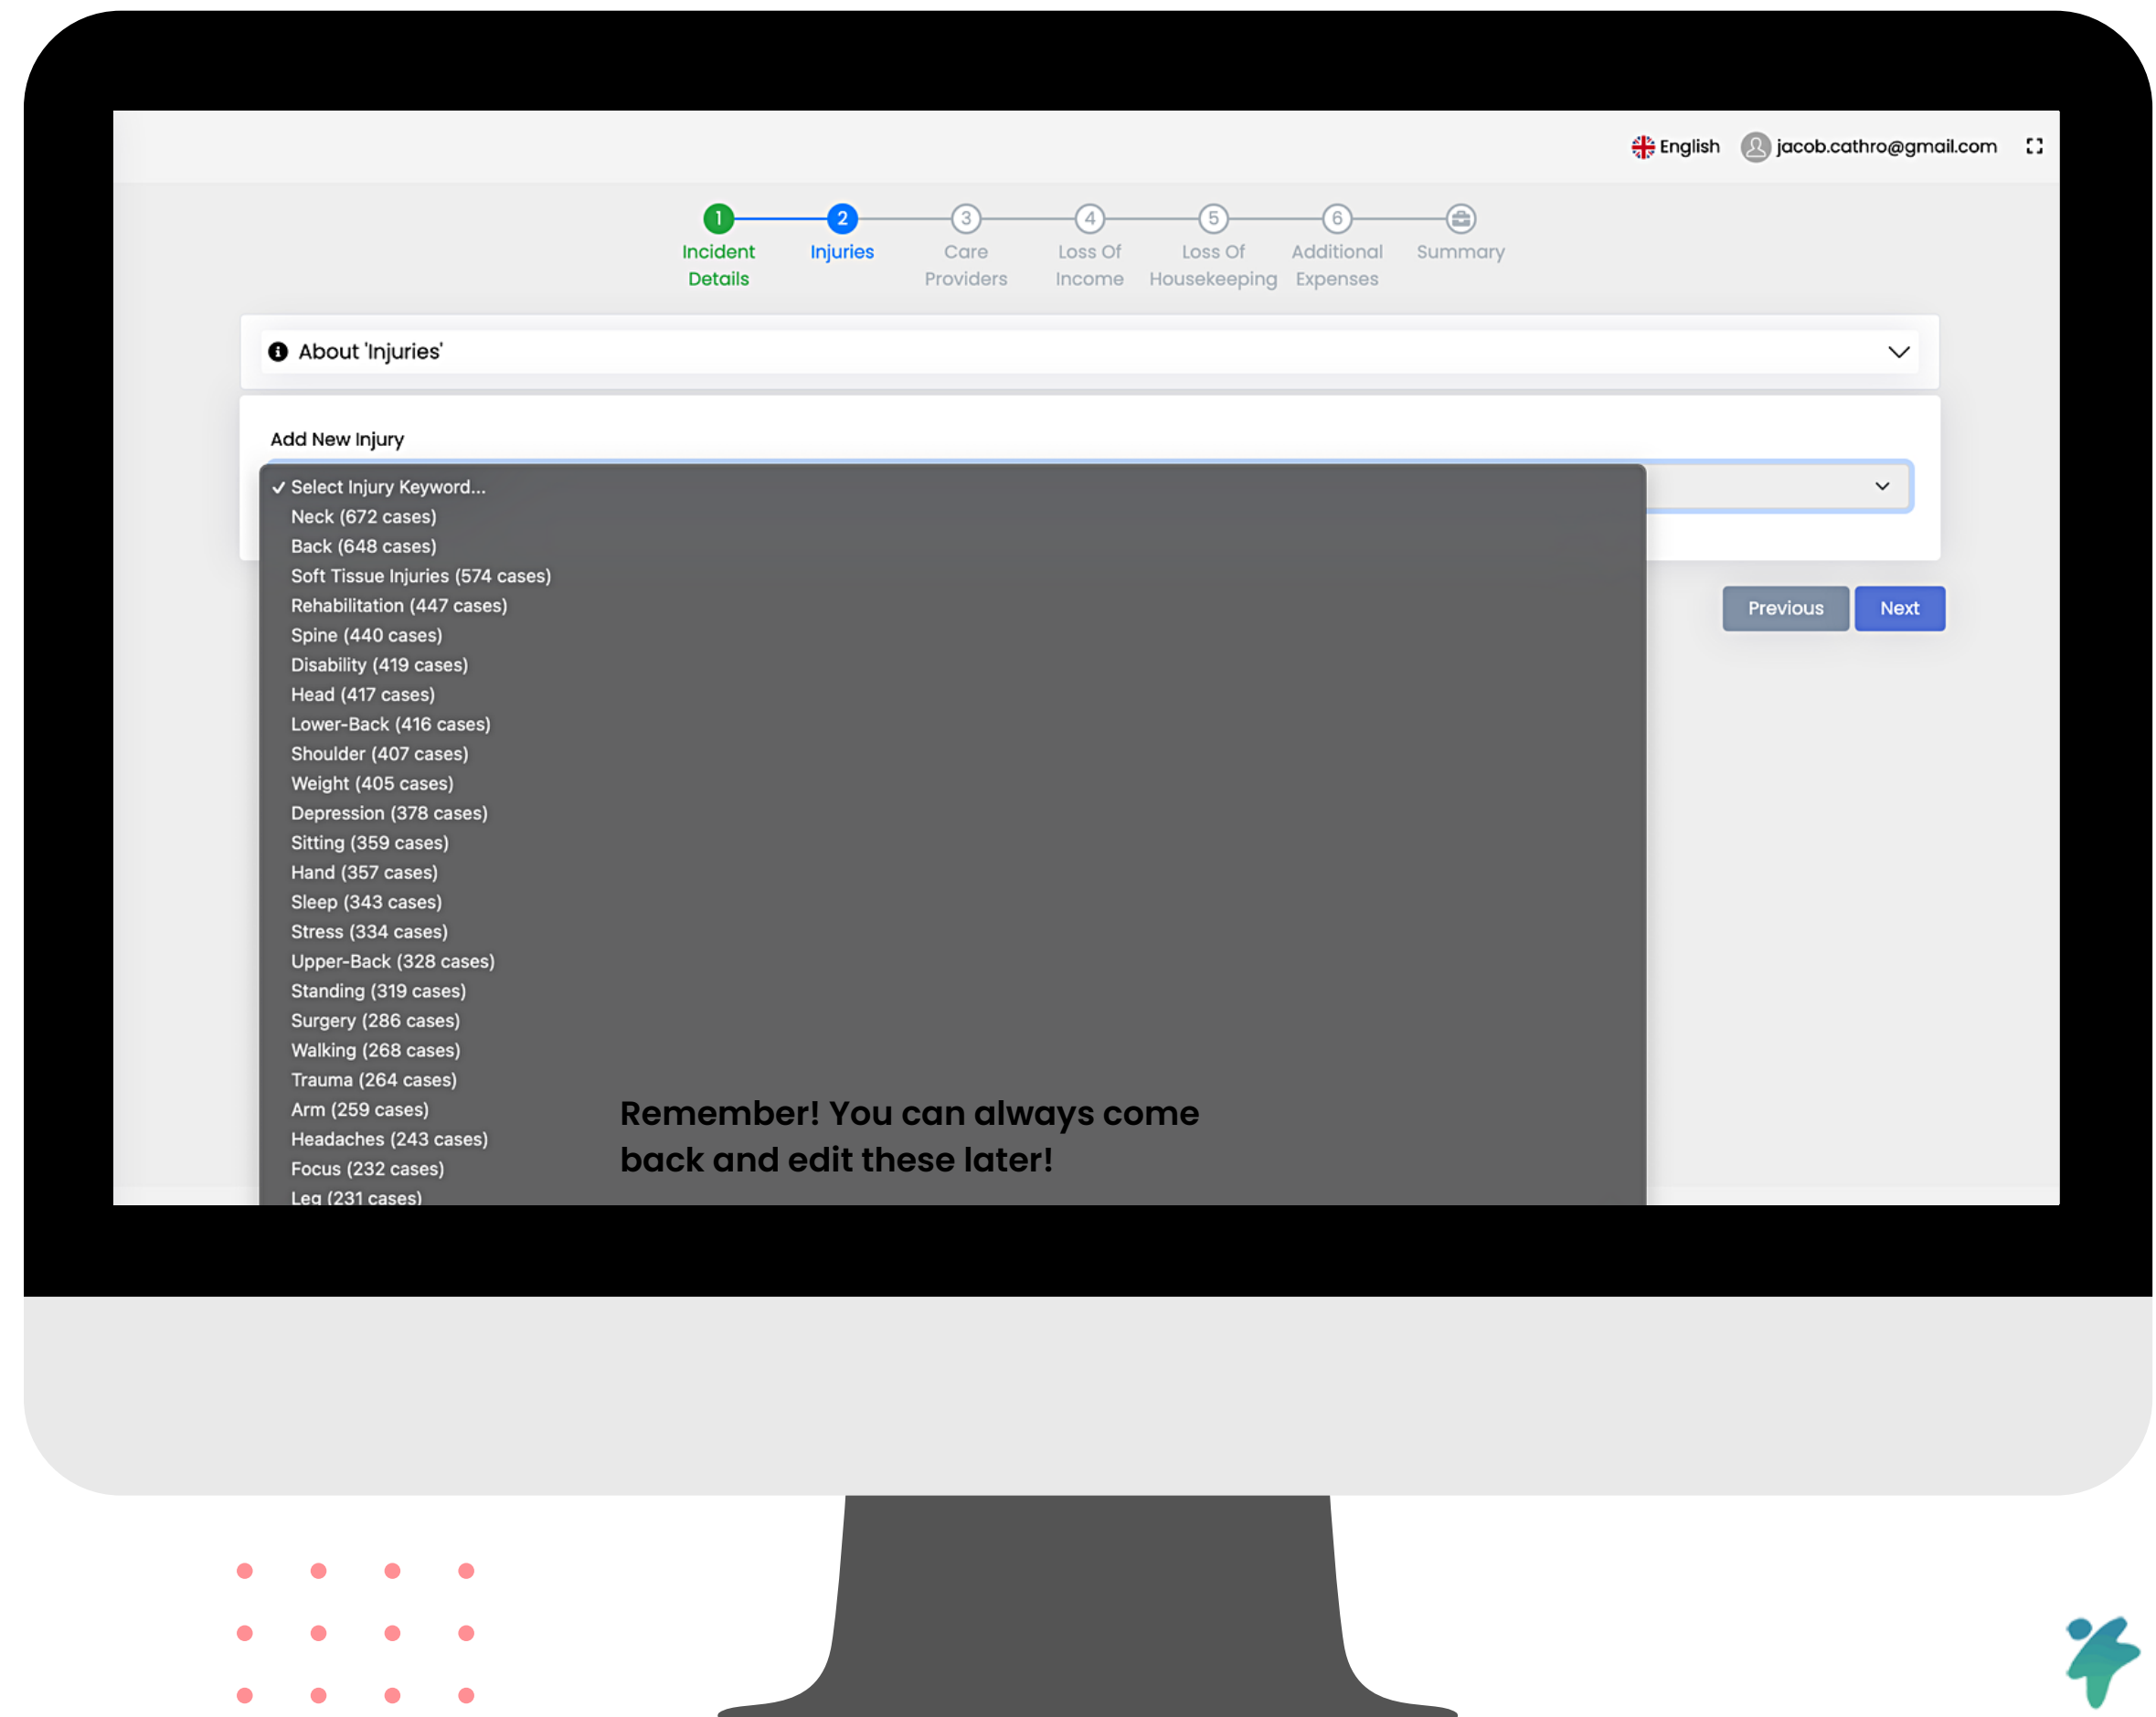 English jacob.cathro@gmail.com
1 2 3 4 5 6
Incident Injuries Care Loss Of Loss Of Additional Summary
Details Providers Income Housekeeping Expenses
About 'Injuries'
Add New Injury
Select Injury Keyword...
Neck (672 cases)
Back (648 cases)
Soft Tissue Injuries (574 cases)
Rehabilitation (447 cases)
Spine (440 cases)
Disability (419 cases)
Head (417 cases)
Lower-Back (416 cases)
Shoulder (407 cases)
Weight (405 cases)
Depression (378 cases)
Sitting (359 cases)
Hand (357 cases)
Sleep (343 cases)
Stress (334 cases)
Upper-Back (328 cases)
Standing (319 cases)
Surgery (286 cases)
Walking (268 cases)
Trauma (264 cases)
Arm (259 cases)
Headaches (243 cases)
Focus (232 cases)
Leg (231 cases)
Previous Next
Remember! You can always come
back and edit these later!